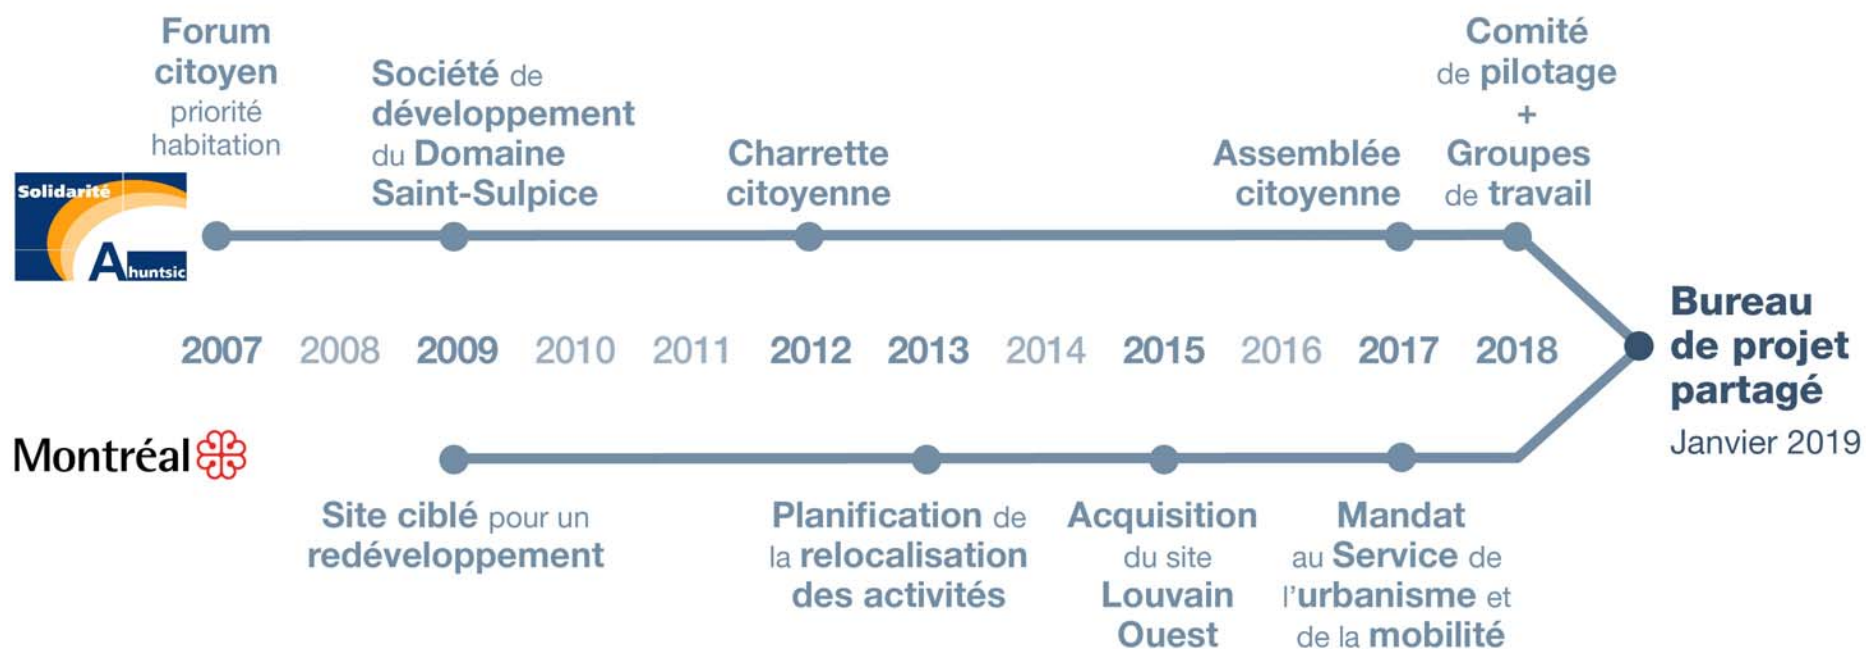 Forum
citoyen
priorité
habitation
Société de
développement
du Domaine
Saint-Sulpice
Charrette
citoyenne
Assemblée
citoyenne
Comité
de pilotage
+
Groupes
de travail
Solidarité
Ahuntsic
2007 2008 2009 2010 2011 2012 2013 2014 2015 2016 2017 2018
Bureau
de projet
partagé
Janvier 2019
Montréal
Site ciblé pour un
redéveloppement
Planification de
la relocalisation
des activités
Acquisition
du site
Louvain
Ouest
Mandat
au Service de
l'urbanisme et
de la mobilité